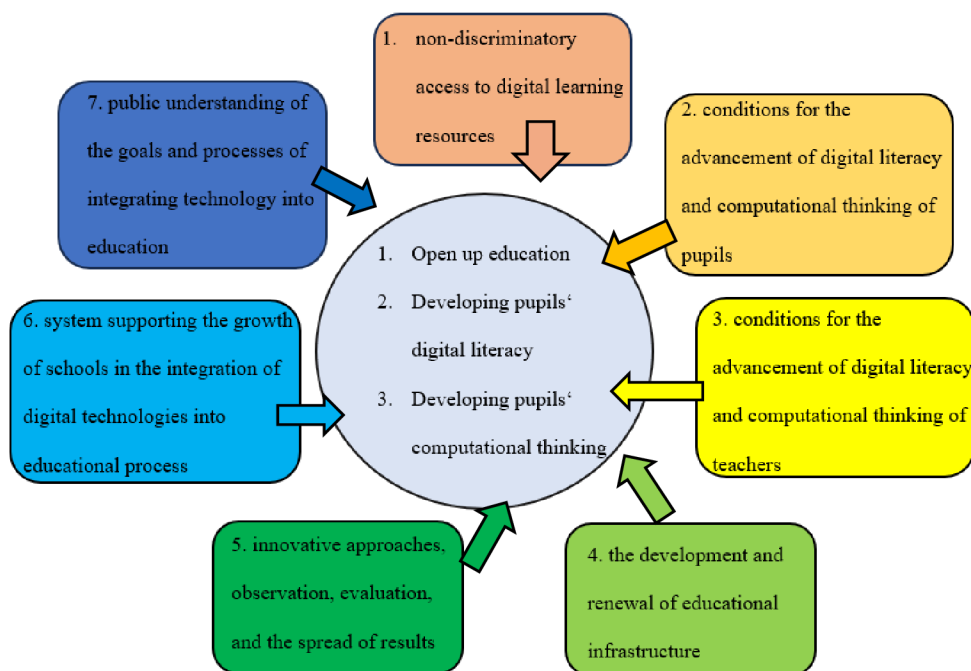 1. non-discriminatory
access to digital learning
resources
2. conditions for the
advancement of digital literacy
and computational thinking of
pupils
3. conditions for the
advancement of digital literacy
and computational thinking of
teachers
4. the development and
renewal of educational
infrastructure
5. innovative approaches,
observation, evaluation,
and the spread of results
6. system supporting the growth
of schools in the integration of
digital technologies into
educational process
7. public understanding of
the goals and processes of
integrating technology into
education
1. Open up education
2. Developing pupils‘
digital literacy
3. Developing pupils‘
computational thinking